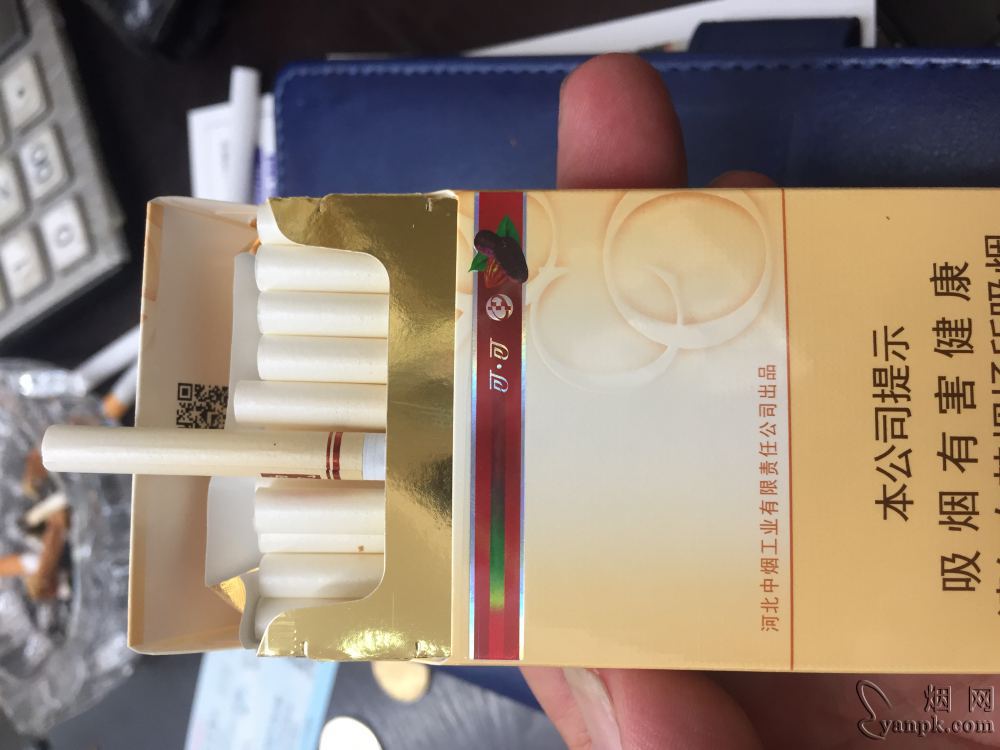 可·可
河北中烟工业有限责任公司出品
本公司提示
吸烟有害健康
烟网
yanpk.com